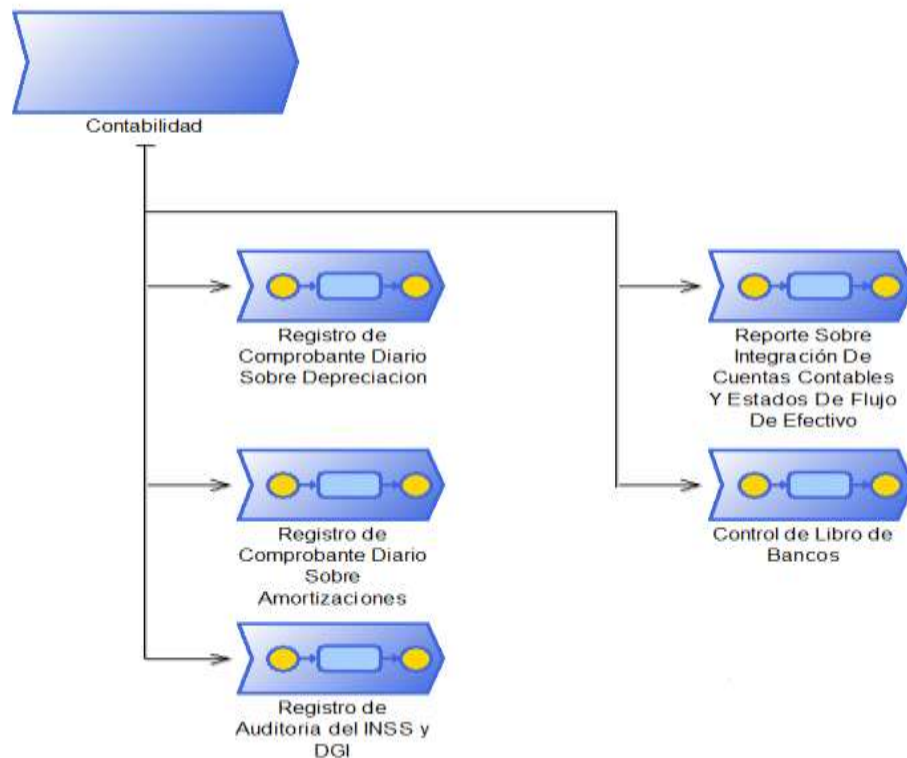 Contabilidad
Registro de
Comprobante Diario
Sobre Depreciacion
Reporte Sobre
Integración De
Cuentas Contables
Y Estados De Flujo
De Efectivo
Registro de
Comprobante Diario
Sobre
Amortizaciones
Control de Libro de
Bancos
Registro de
Auditoria del INSS y
DGI